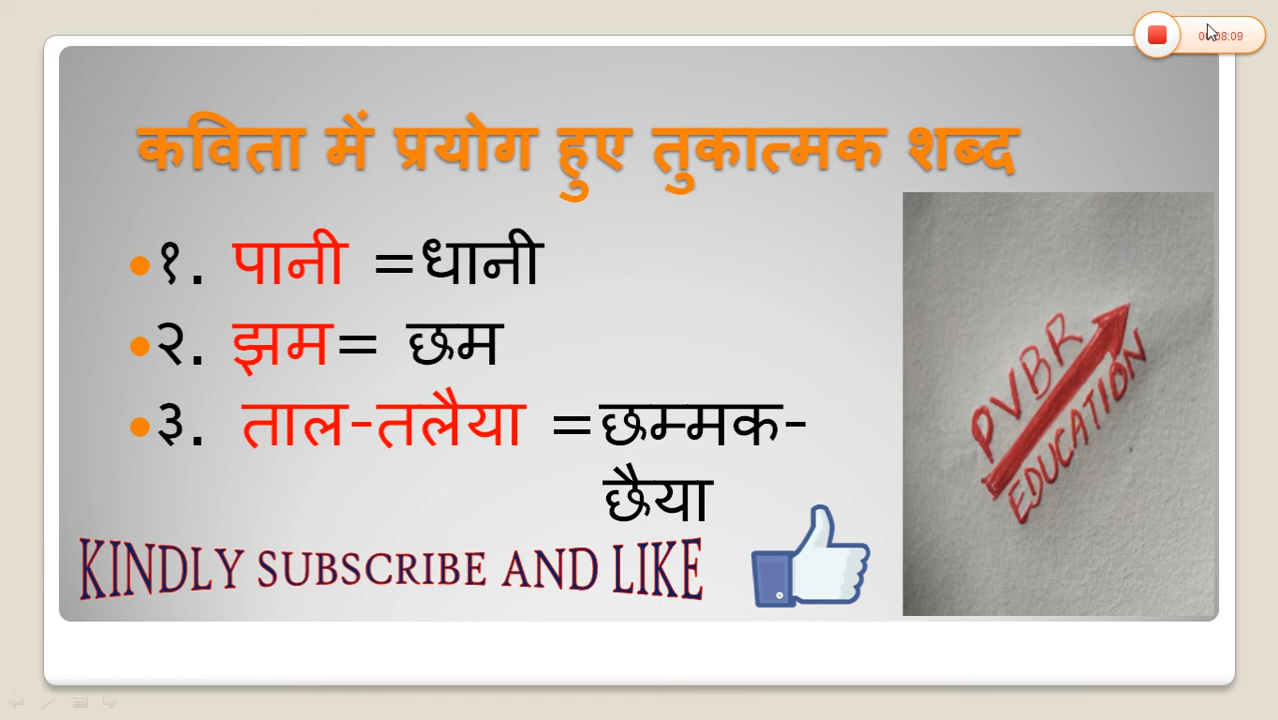 कविता में प्रयोग हुए तुकात्मक शब्द
१. पानी =धानी
२. झम= छम
३. ताल-तलैया =छम्मक-
छैया
KINDLY SUBSCRIBE AND LIKE
PVBR
EDUCATION